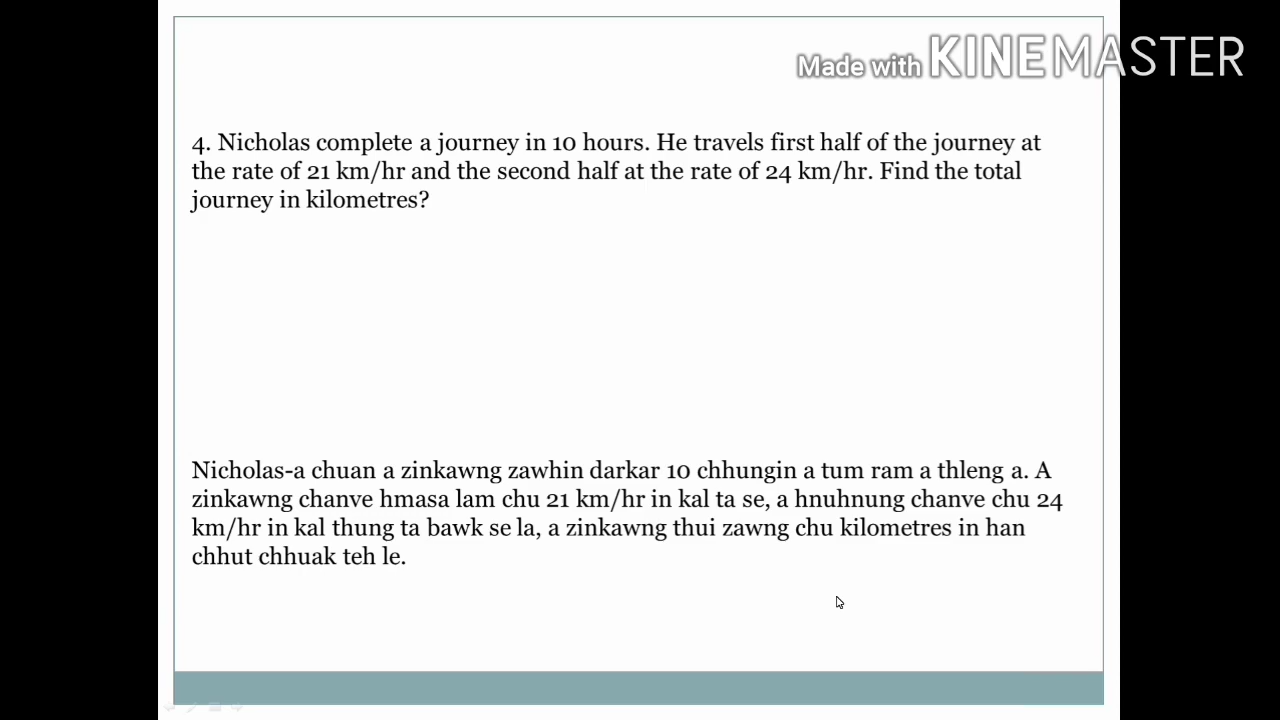 Made with KINEMASTER
4. Nicholas complete a journey in 10 hours. He travels first half of the journey at
the rate of 21 km/hr and the second half at the rate of 24 km/hr. Find the total
journey in kilometres?
Nicholas-a chuan a zinkawng zawhin darkar 10 chhungin a tum ram a thleng a. A
zinkawng chanve hmasa lam chu 21 km/hr in kal ta se, a hnuhnung chanve chu 24
km/hr in kal thung ta bawk se la, a zinkawng thui zawng chu kilometres in han
chhut chhuak teh le.